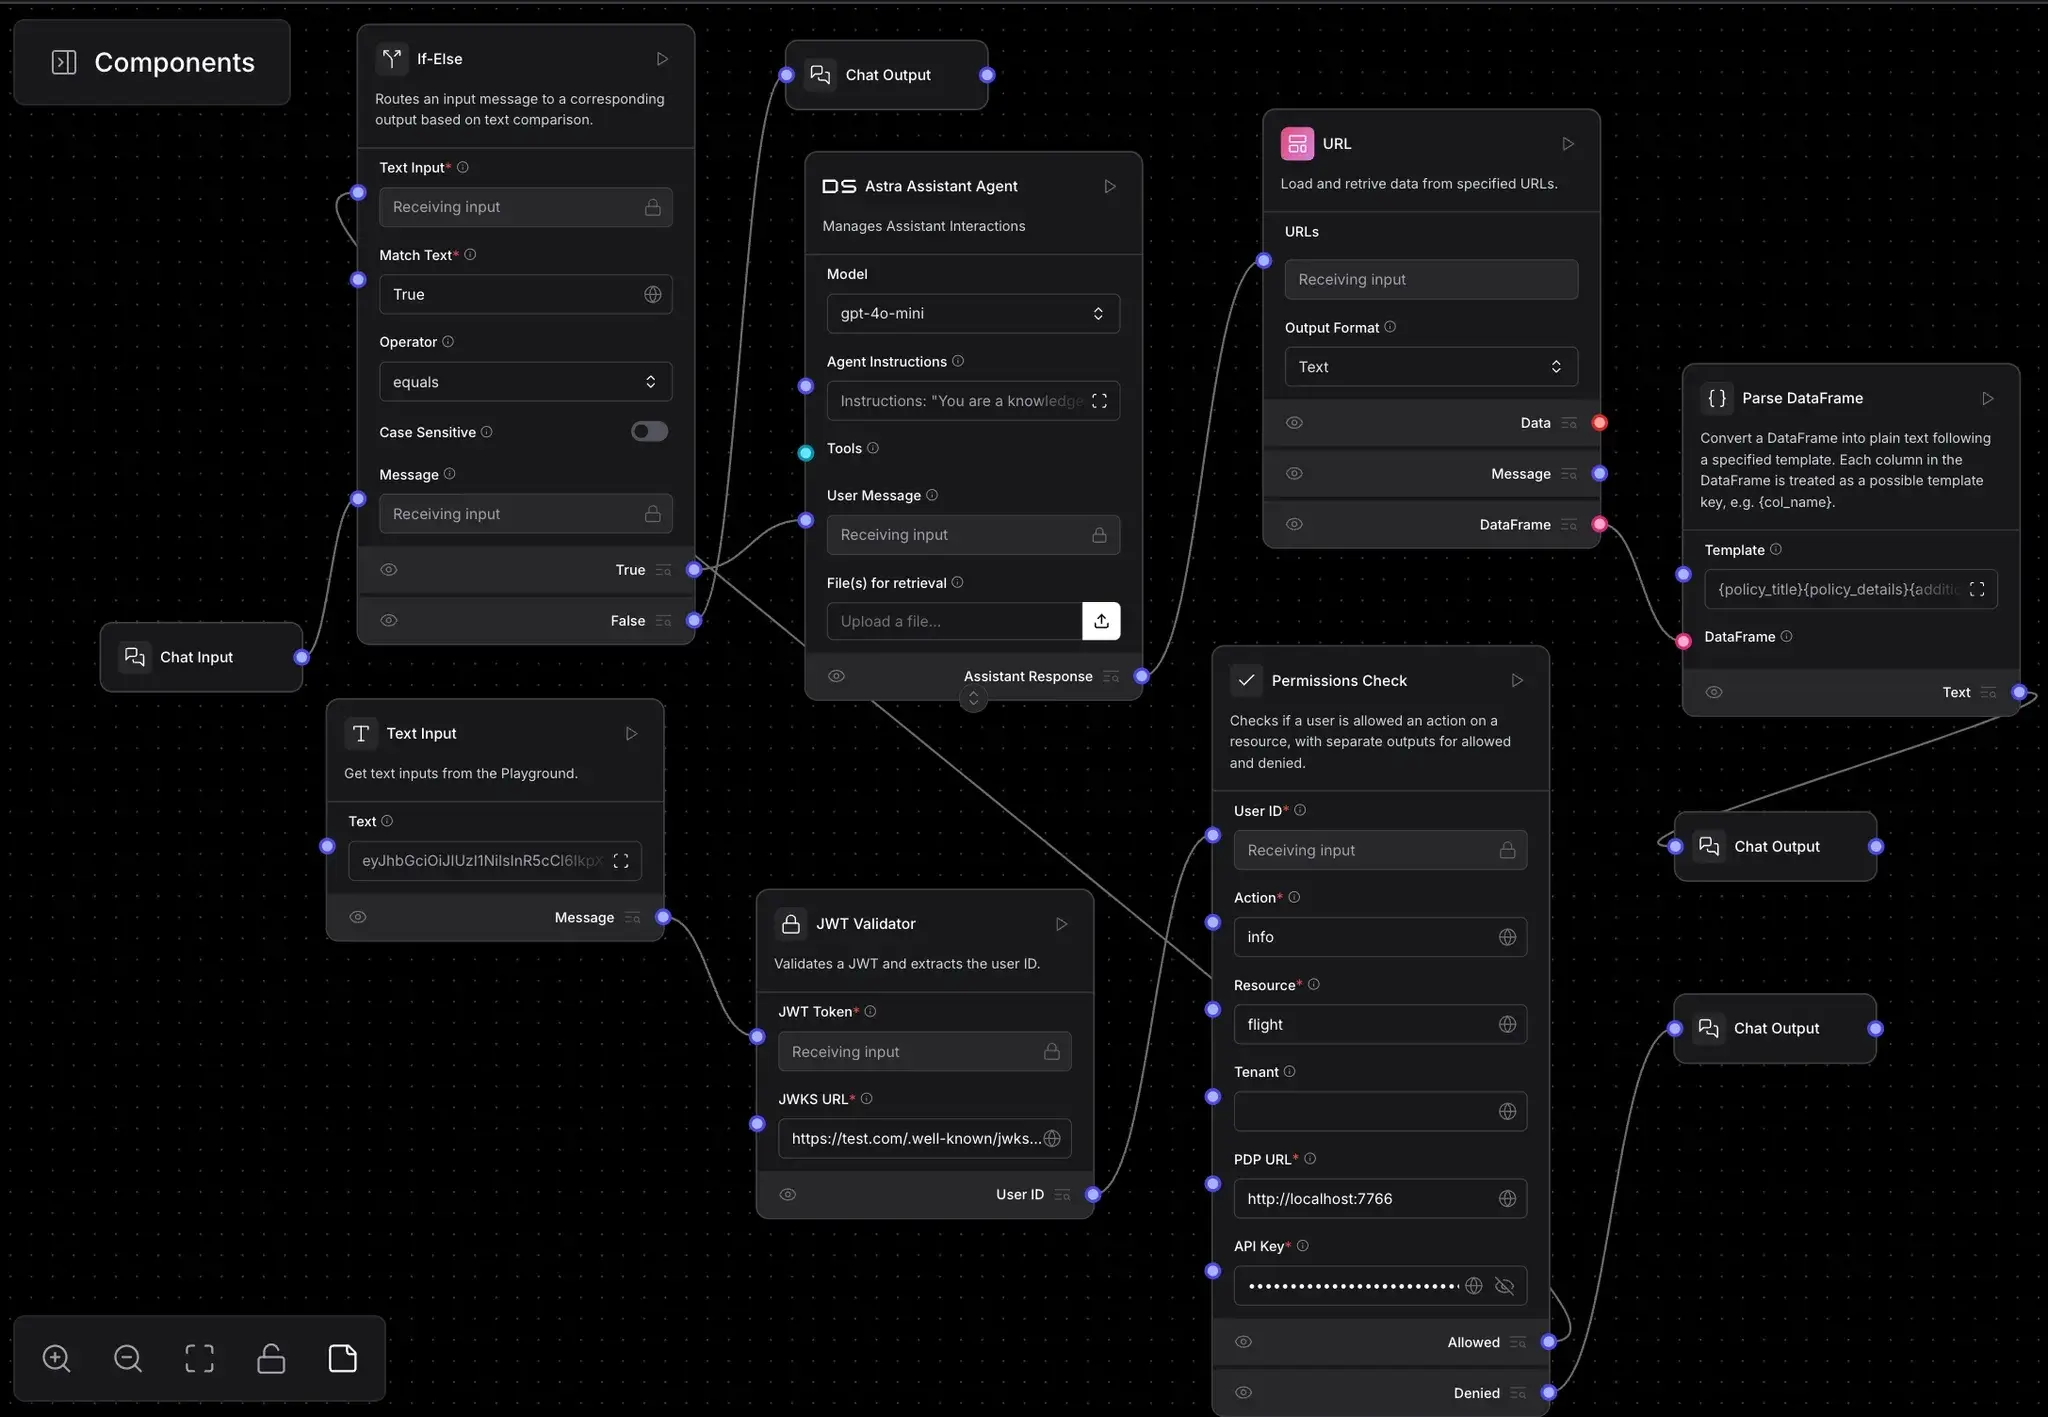 Components
If-Else
Routes an input message to a corresponding
output based on text comparison.
Text Input*
Receiving input
Match Text*
True
Operator
equals
Case Sensitive
Message
Receiving input
True
False
Chat Input
Text Input
Get text inputs from the Playground.
Text
Message
Chat Output
DS Astra Assistant Agent
Manages Assistant Interactions
Model
gpt-4o-mini
Agent Instructions
Instructions: "You are a knowledge
Tools
User Message
Receiving input
File(s) for retrieval
Upload a file...
Assistant Response
JWT Validator
Validates a JWT and extracts the user ID.
JWT Token*
Receiving input
JWKS URL*
https://test.com/.well-known/jwks...
User ID
URL
Load and retrive data from specified URLs.
URLs
Receiving input
Output Format
Text
Data
Message
DataFrame
Permissions Check
Checks if a user is allowed an action on a
resource, with separate outputs for allowed
and denied.
User ID*
Receiving input
Action*
info
Resource*
flight
Tenant
PDP URL*
http://localhost:7766
API Key*
Allowed
Denied
{} Parse DataFrame
Convert a DataFrame into plain text following
a specified template. Each column in the
DataFrame is treated as a possible template
key, e.g. {col_name}.
Template
{policy_title}{policy_details}{additic
DataFrame
Text
Chat Output
Chat Output